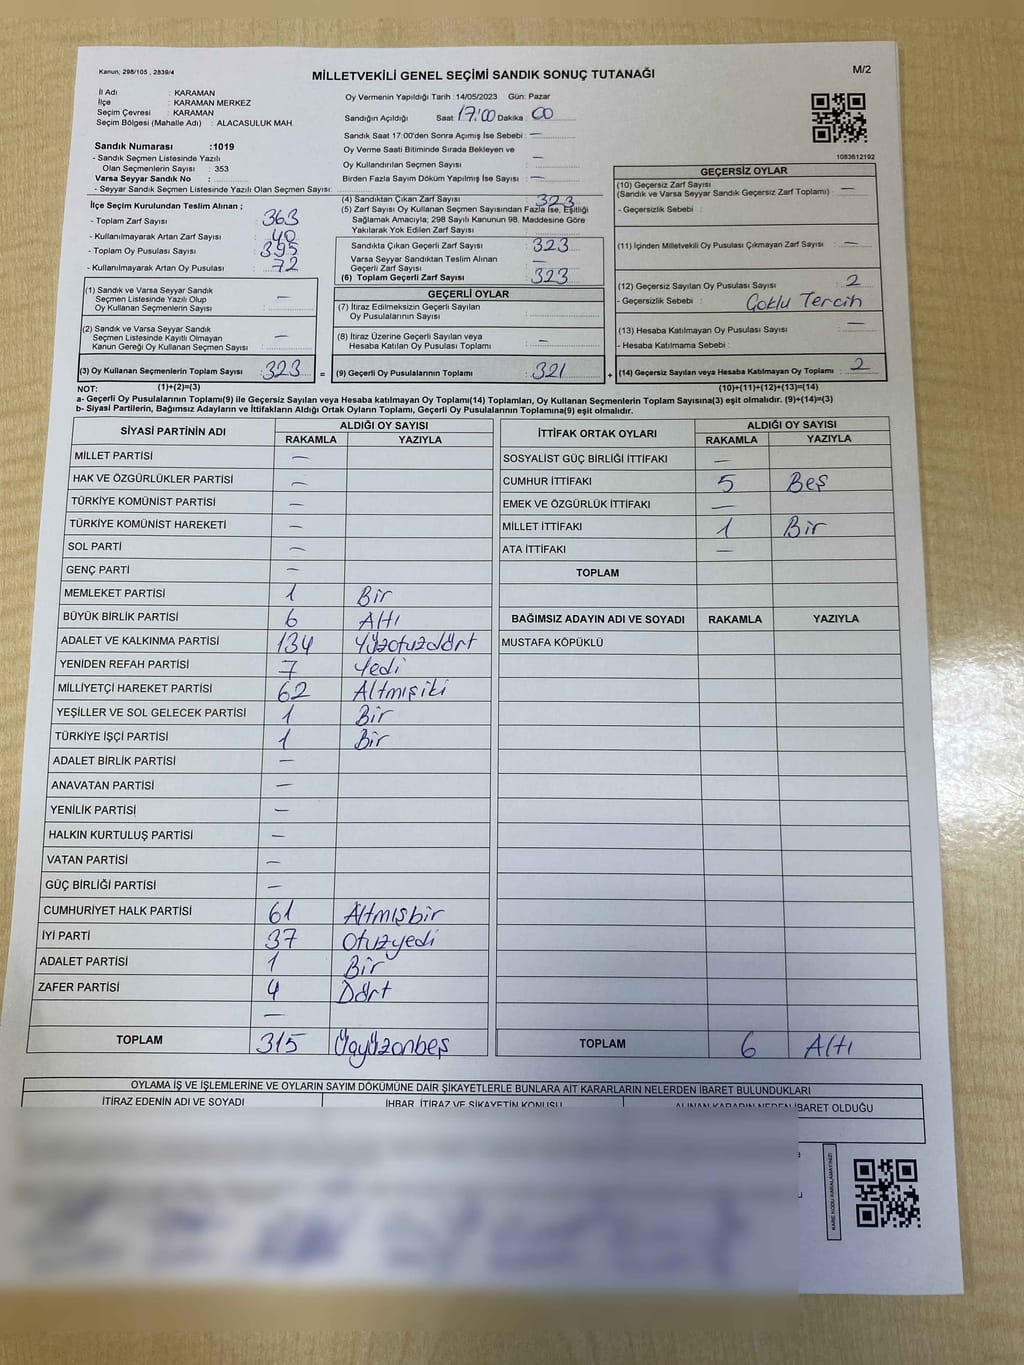 Kanun; 298/105 , 2839/4
MİLLETVEKİLİ GENEL SEÇİMİ SANDIK SONUÇ TUTANAĞI
M/2
İl Adı : KARAMAN
İlçe : KARAMAN MERKEZ
Seçim Çevresi : KARAMAN
Seçim Bölgesi (Mahalle Adı) : ALACASULUK MAH.
Sandık Numarası :1019
- Sandık Seçmen Listesinde Yazılı
Olan Seçmenlerin Sayısı : 353
Varsa Seyyar Sandık No :
- Seyyar Sandık Seçmen Listesinde Yazılı Olan Seçmen Sayısı:
İlçe Seçim Kurulundan Teslim Alınan ;
- Toplam Zarf Sayısı : 363
- Kullanılmayarak Artan Zarf Sayısı : 40
- Toplam Oy Pusulası Sayısı : 395
- Kullanılmayarak Artan Oy Pusulası : 72
(1) Sandık ve Varsa Seyyar Sandık
Seçmen Listesinde Yazılı Olup
Oy Kullanan Seçmenlerin Sayısı : —
(2) Sandık ve Varsa Seyyar Sandık
Seçmen Listesinde Kayıtlı Olmayan
Kanun Gereği Oy Kullanan Seçmen Sayısı : —
(3) Oy Kullanan Seçmenlerin Toplam Sayısı : 323
Oy Vermenin Yapıldığı Tarih :14/05/2023 Gün: Pazar
Sandığın Açıldığı Saat 17:00 Dakika : 00
Sandık Saat 17:00'den Sonra Açımış İse Sebebi : —
Oy Verme Saati Bitiminde Sırada Bekleyen ve
Oy Kullandırılan Seçmen Sayısı : —
Birden Fazla Sayım Döküm Yapılmış İse Sayısı : —
(4) Sandıktan Çıkan Zarf Sayısı : 323
(5) Zarf Sayısı Oy Kullanan Seçmen Sayısından Fazla İse, Eşitliği
Sağlamak Amacıyla; 298 Sayılı Kanunun 98. Maddesine Göre
Yakılarak Yok Edilen Zarf Sayısı :
Sandıkta Çıkan Geçerli Zarf Sayısı : 323
Varsa Seyyar Sandıktan Teslim Alınan
Geçerli Zarf Sayısı : —
(6) Toplam Geçerli Zarf Sayısı : 323
GEÇERLİ OYLAR
(7) İtiraz Edilmeksizin Geçerli Sayılan
Oy Pusulalarının Sayısı :
(8) İtiraz Üzerine Geçerli Sayılan veya
Hesaba Katılan Oy Pusulası Toplamı : —
= (9) Geçerli Oy Pusulalarının Toplamı : 321
1083612192
GEÇERSİZ OYLAR
(10) Geçersiz Zarf Sayısı
(Sandık ve Varsa Seyyar Sandık Geçersiz Zarf Toplamı) : —
- Geçersizlik Sebebi :
(11) İçinden Milletvekili Oy Pusulası Çıkmayan Zarf Sayısı : —
(12) Geçersiz Sayılan Oy Pusulası Sayısı : 2
- Geçersizlik Sebebi : Çoklu Tercih
(13) Hesaba Katılmayan Oy Pusulası Sayısı : —
- Hesaba Katılmama Sebebi :
+ (14) Geçersiz Sayılan veya Hesaba Katılmayan Oy Toplamı : 2
NOT: (1)+(2)=(3) (10)+(11)+(12)+(13)=(14)
a- Geçerli Oy Pusulalarının Toplamı(9) ile Geçersiz Sayılan veya Hesaba katılmayan Oy Toplamı(14) Toplamları, Oy Kullanan Seçmenlerin Toplam Sayısına(3) eşit olmalıdır. (9)+(14)=(3)
b- Siyasi Partilerin, Bağımsız Adayların ve İttifakların Aldığı Ortak Oyların Toplamı, Geçerli Oy Pusulalarının Toplamına(9) eşit olmalıdır.
SİYASİ PARTİNİN ADI ALDIĞI OY SAYISI
RAKAMLA YAZIYLA
MİLLET PARTİSİ —
HAK VE ÖZGÜRLÜKLER PARTİSİ —
TÜRKİYE KOMÜNİST PARTİSİ —
TÜRKİYE KOMÜNİST HAREKETİ —
SOL PARTİ —
GENÇ PARTİ —
MEMLEKET PARTİSİ 1 Bir
BÜYÜK BİRLİK PARTİSİ 6 Altı
ADALET VE KALKINMA PARTİSİ 134 Yüzotuzdört
YENİDEN REFAH PARTİSİ 7 Yedi
MİLLİYETÇİ HAREKET PARTİSİ 62 Altmışiki
YEŞİLLER VE SOL GELECEK PARTİSİ 1 Bir
TÜRKİYE İŞÇİ PARTİSİ 1 Bir
ADALET BİRLİK PARTİSİ —
ANAVATAN PARTİSİ —
YENİLİK PARTİSİ —
HALKIN KURTULUŞ PARTİSİ —
VATAN PARTİSİ —
GÜÇ BİRLİĞİ PARTİSİ —
CUMHURİYET HALK PARTİSİ 61 Altmışbir
İYİ PARTİ 37 Otuzyedi
ADALET PARTİSİ 1 Bir
ZAFER PARTİSİ 4 Dört
—
TOPLAM 315 Üçyüzonbeş
İTTİFAK ORTAK OYLARI ALDIĞI OY SAYISI
RAKAMLA YAZIYLA
SOSYALİST GÜÇ BİRLİĞİ İTTİFAKI —
CUMHUR İTTİFAKI 5 Beş
EMEK VE ÖZGÜRLÜK İTTİFAKI —
MİLLET İTTİFAKI 1 Bir
ATA İTTİFAKI —
TOPLAM
BAĞIMSIZ ADAYIN ADI VE SOYADI RAKAMLA YAZIYLA
MUSTAFA KÖPÜKLÜ
TOPLAM 6 Altı
OYLAMA İŞ VE İŞLEMLERİNE VE OYLARIN SAYIM DÖKÜMÜNE DAİR ŞİKAYETLERLE BUNLARA AİT KARARLARIN NELERDEN İBARET BULUNDUKLARI
İTİRAZ EDENİN ADI VE SOYADI İHBAR, İTİRAZ VE ŞİKAYETİN KONUSU ALINAN KARARIN NEDEN İBARET OLDUĞU
KARE KODU KARALAMAYINIZ!